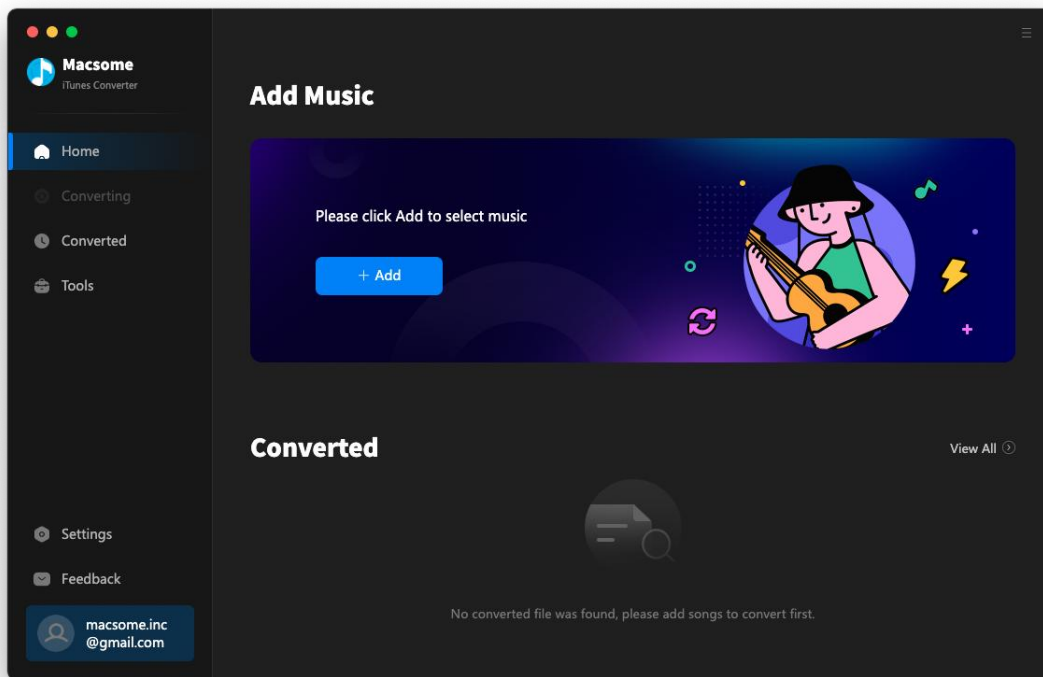 Macsome
iTunes Converter
Home
Converting
Converted
Tools
Settings
Feedback
macsome.inc
@gmail.com
Add Music
Please click Add to select music
+ Add
Converted
View All
No converted file was found, please add songs to convert first.